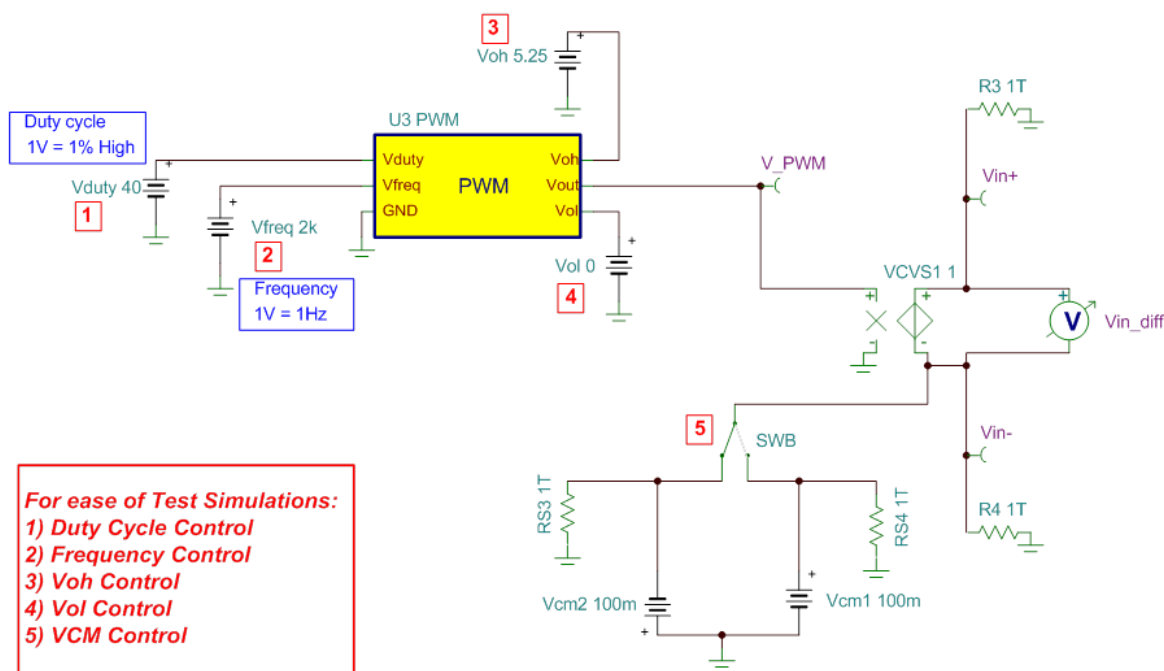 3
Voh 5.25
+
R3 1T
Duty cycle
1V = 1% High
U3 PWM
Vduty
Vfreq
GND
PWM
Voh
Vout
Vol
V_PWM
Vin+
+
Vduty 40
1
+
Vfreq 2k
2
Frequency
1V = 1Hz
+
Vol 0
4
VCVS1 1
+
-
+
-
+
V
Vin_diff
5
SWB
Vin-
RS3 1T
RS4 1T
R4 1T
Vcm2 100m
+
+
Vcm1 100m
For ease of Test Simulations:
1) Duty Cycle Control
2) Frequency Control
3) Voh Control
4) Vol Control
5) VCM Control